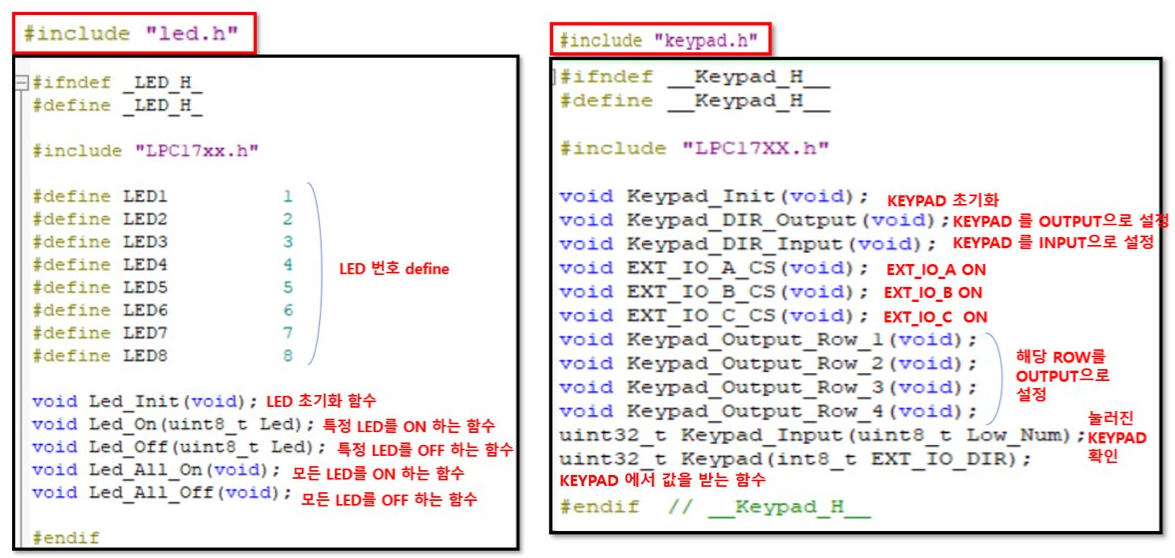 #include "led.h"
#ifndef _LED_H_
#define _LED_H_
#include "LPC17xx.h"
#define LED1 1
#define LED2 2
#define LED3 3
#define LED4 4
#define LED5 5
#define LED6 6
#define LED7 7
#define LED8 8
LED 번호 define
void Led_Init(void); LED 초기화 함수
void Led_On(uint8_t Led); 특정 LED를 ON 하는 함수
void Led_Off(uint8_t Led); 특정 LED를 OFF 하는 함수
void Led_All_On(void); 모든 LED를 ON 하는 함수
void Led_All_Off(void); 모든 LED를 OFF 하는 함수
#endif
#include "keypad.h"
#ifndef __Keypad_H__
#define __Keypad_H__
#include "LPC17XX.h"
void Keypad_Init(void); KEYPAD 초기화
void Keypad_DIR_Output(void); KEYPAD 를 OUTPUT으로 설정
void Keypad_DIR_Input(void); KEYPAD 를 INPUT으로 설정
void EXT_IO_A_CS(void); EXT_IO_A ON
void EXT_IO_B_CS(void); EXT_IO_B ON
void EXT_IO_C_CS(void); EXT_IO_C ON
void Keypad_Output_Row_1(void);
void Keypad_Output_Row_2(void);
void Keypad_Output_Row_3(void);
void Keypad_Output_Row_4(void);
해당 ROW를
OUTPUT으로
설정
uint32_t Keypad_Input(uint8_t Low_Num);
눌러진
KEYPAD
확인
uint32_t Keypad(int8_t EXT_IO_DIR);
KEYPAD 에서 값을 받는 함수
#endif // __Keypad_H__